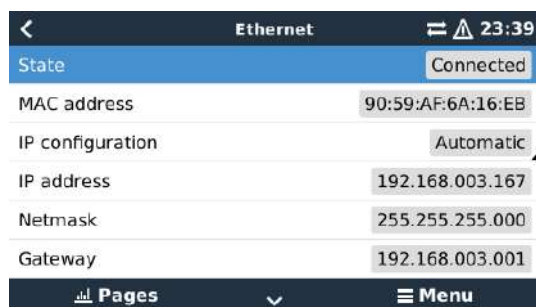 Ethernet 23:39
State Connected
MAC address 90:59:AF:6A:16:EB
IP configuration Automatic
IP address 192.168.003.167
Netmask 255.255.255.000
Gateway 192.168.003.001
Pages Menu